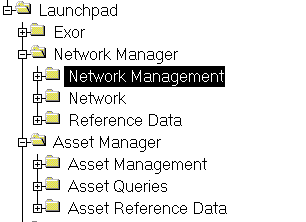 Launchpad
Exor
Network Manager
Network Management
Network
Reference Data
Asset Manager
Asset Management
Asset Queries
Asset Reference Data